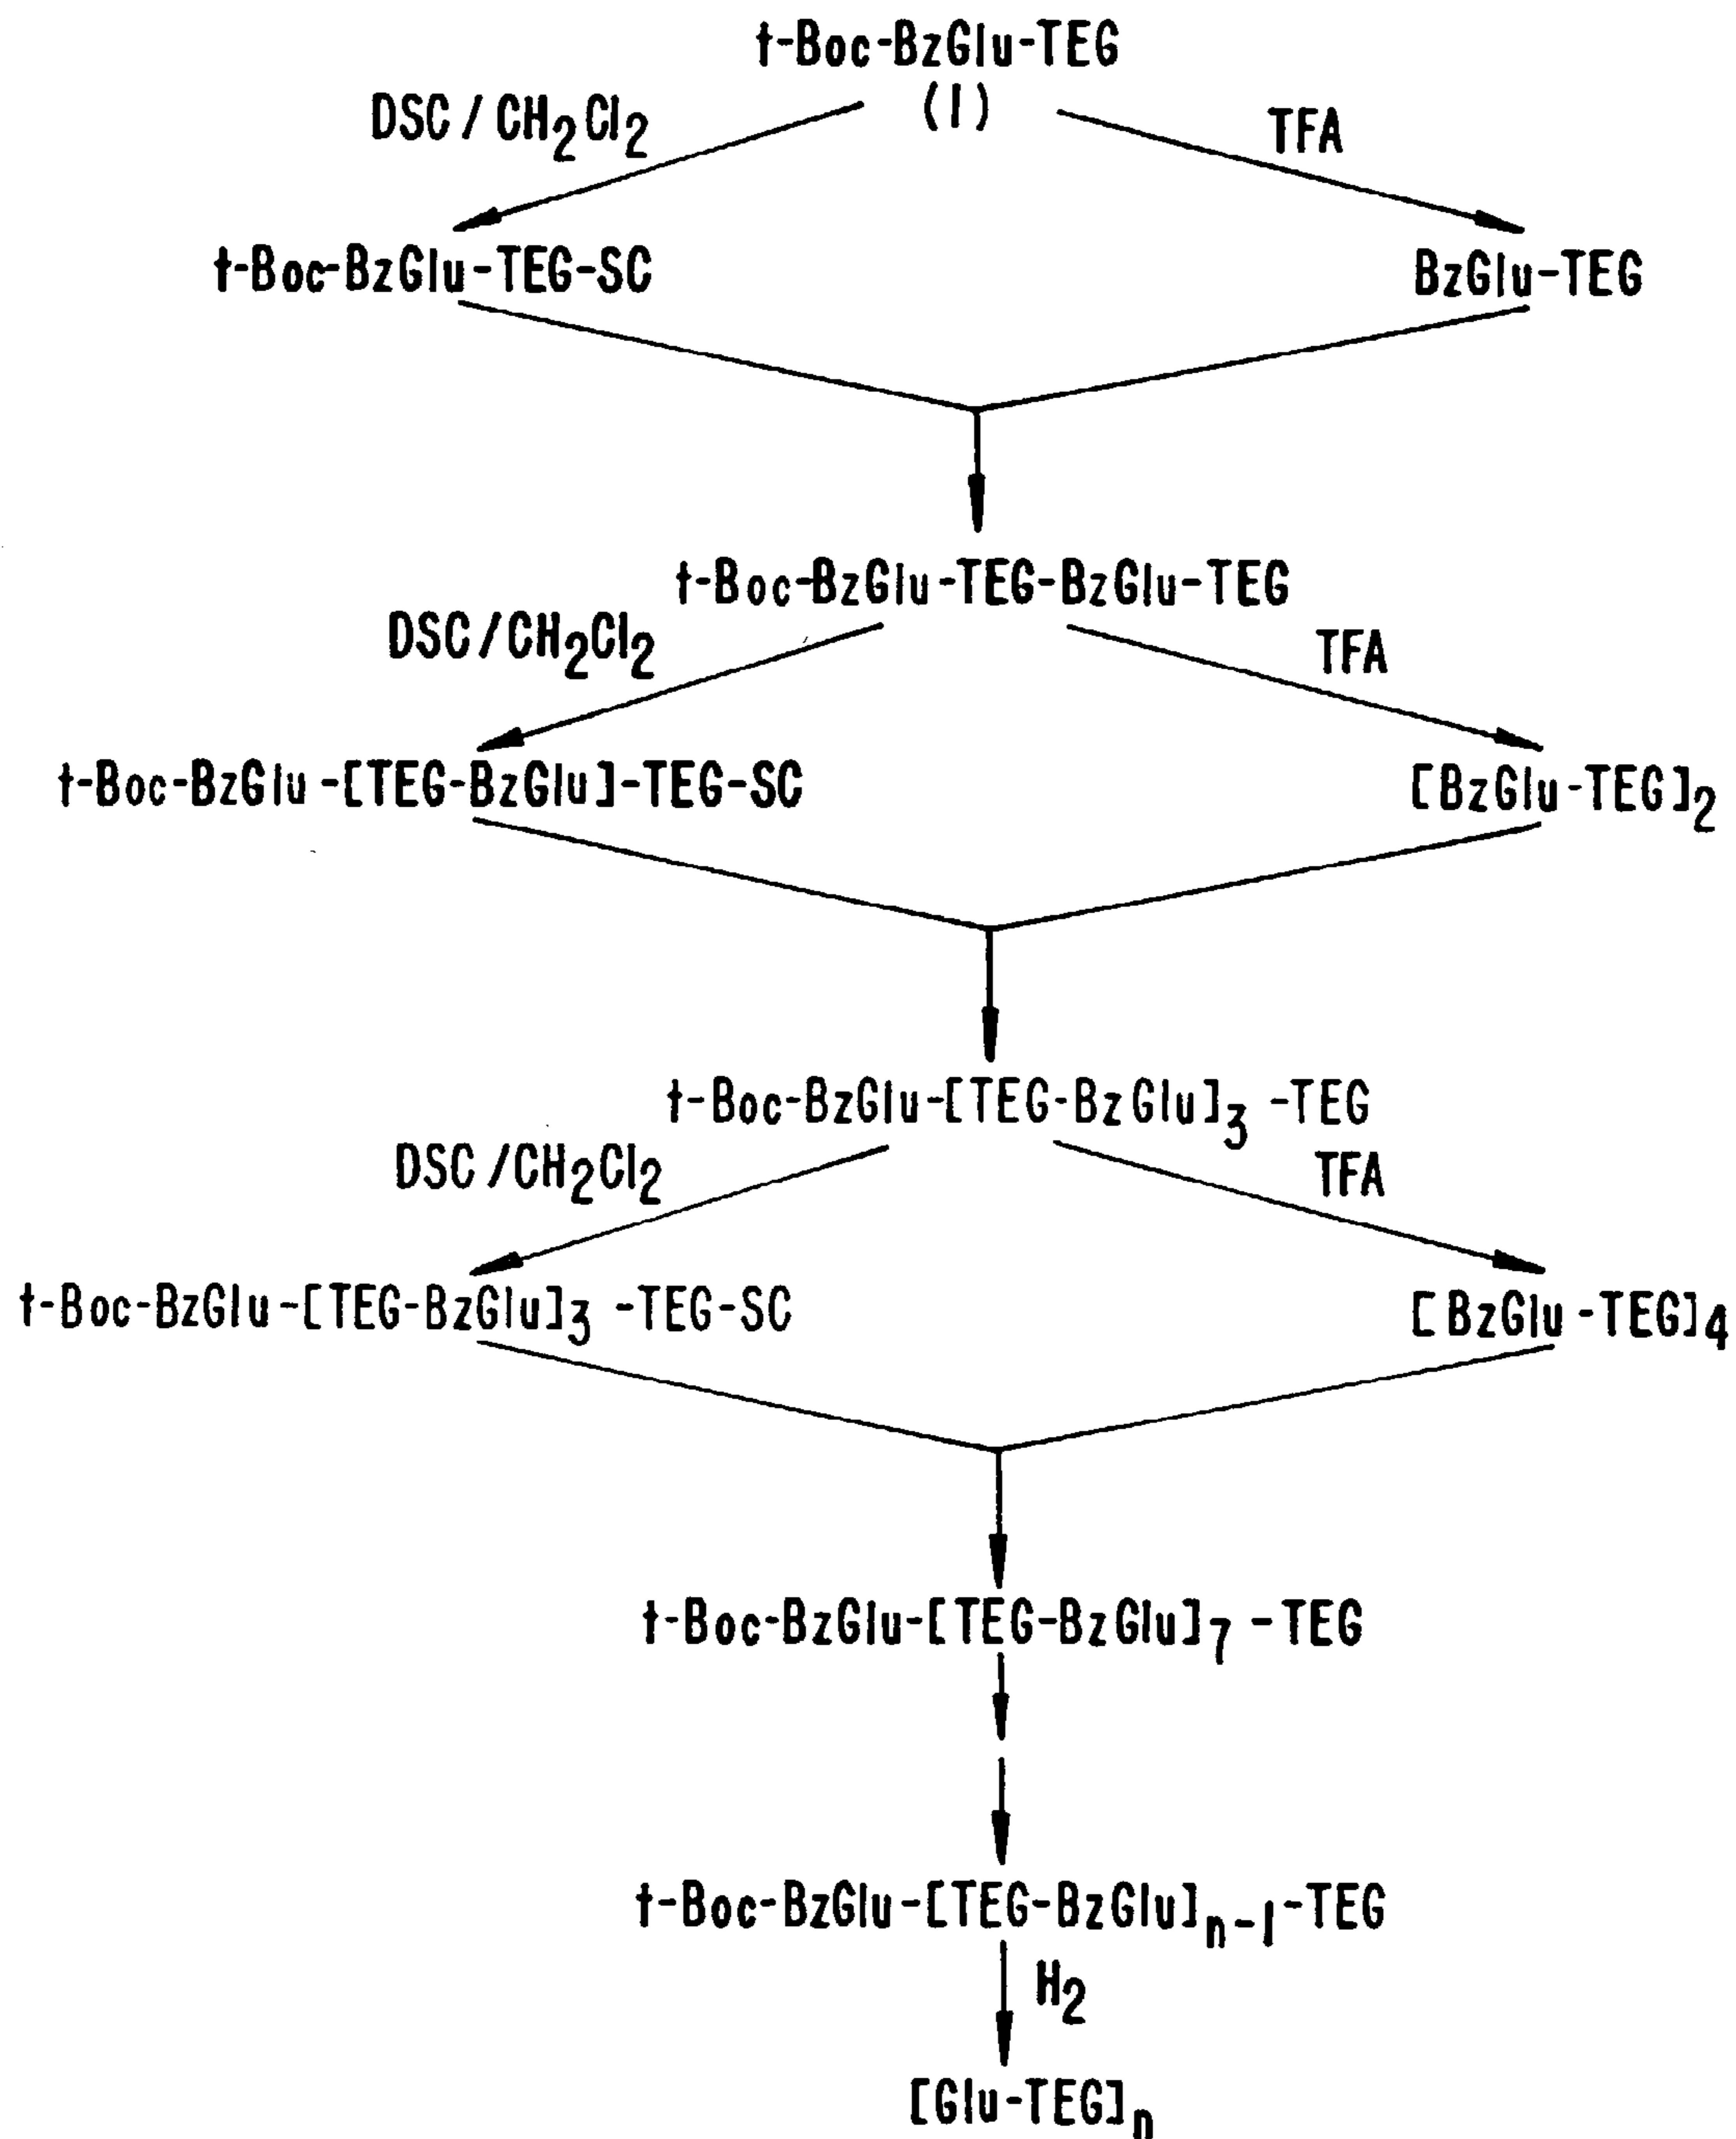 t-Boc-BzGlu-TEG
(I)
DSC / CH2Cl2
TFA
t-Boc-BzGlu-TEG-SC
BzGlu-TEG
t-Boc-BzGlu-TEG-BzGlu-TEG
DSC/CH2Cl2
TFA
t-Boc-BzGlu-[TEG-BzGlu]-TEG-SC
[BzGlu-TEG]2
t-Boc-BzGlu-[TEG-BzGlu]3-TEG
DSC/CH2Cl2
TFA
t-Boc-BzGlu-[TEG-BzGlu]3-TEG-SC
[BzGlu-TEG]4
t-Boc-BzGlu-[TEG-BzGlu]7-TEG
t-Boc-BzGlu-[TEG-BzGlu]n-1-TEG
H2
[Glu-TEG]n